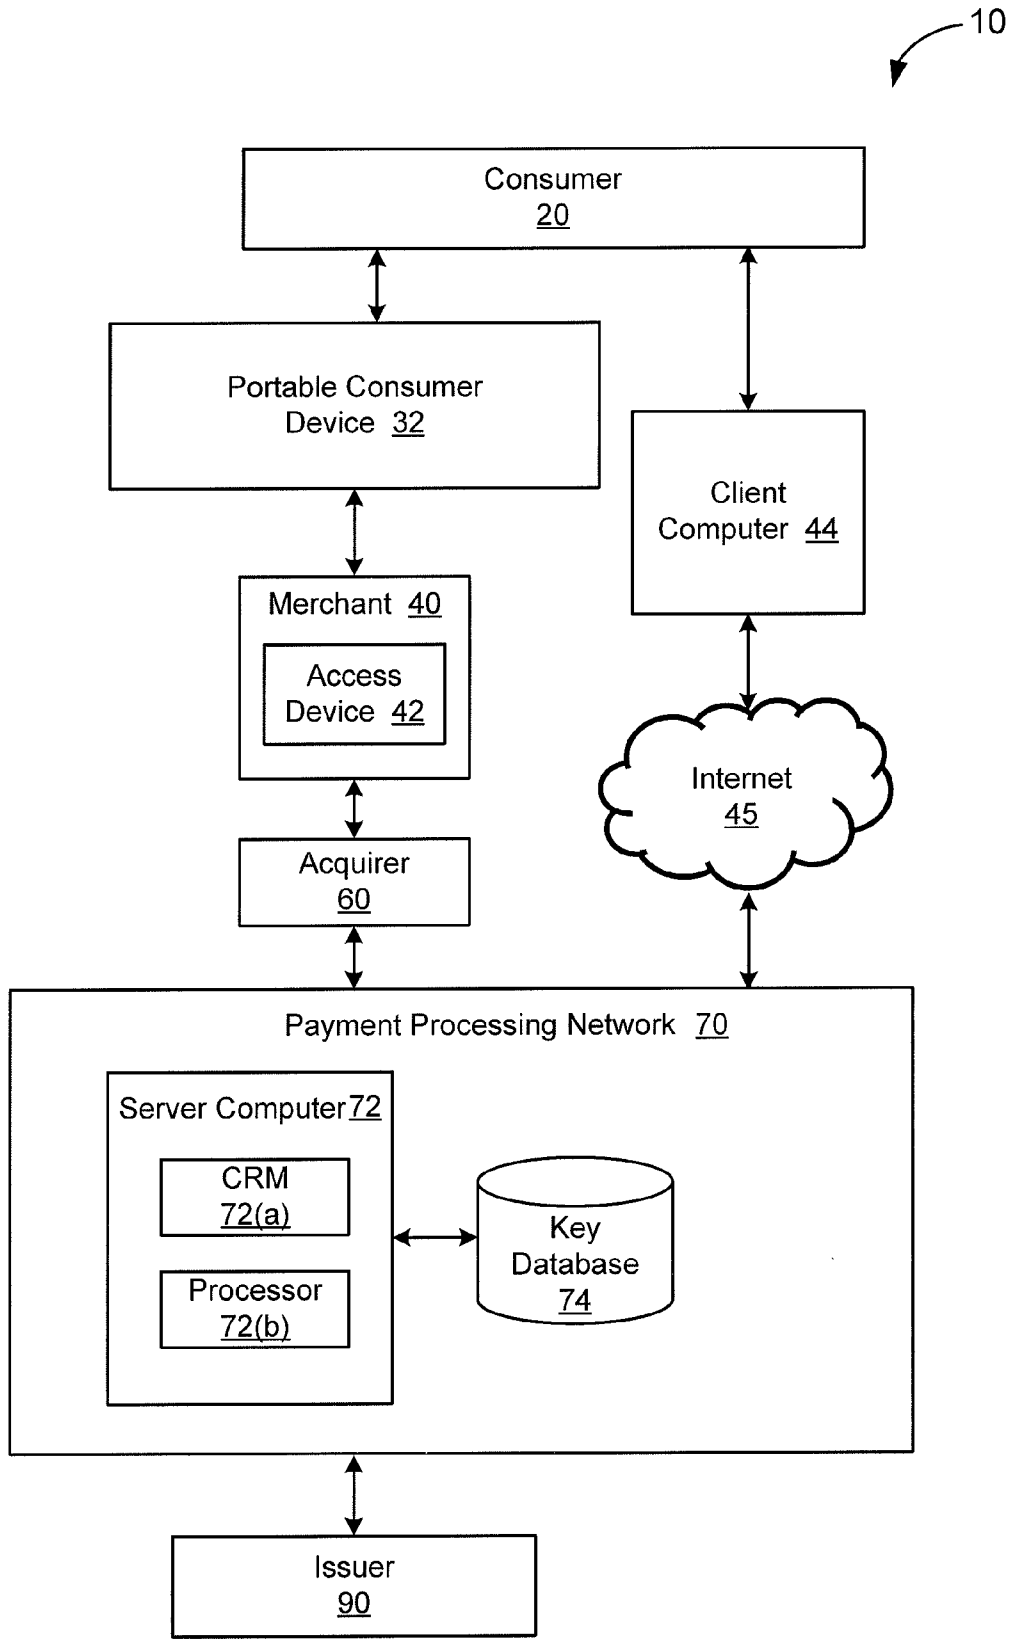 10
Consumer
20
Portable Consumer
Device 32
Client
Computer 44
Merchant 40
Access
Device 42
Internet
45
Acquirer
60
Payment Processing Network 70
Server Computer 72
CRM
72(a)
Key
Database
74
Processor
72(b)
Issuer
90